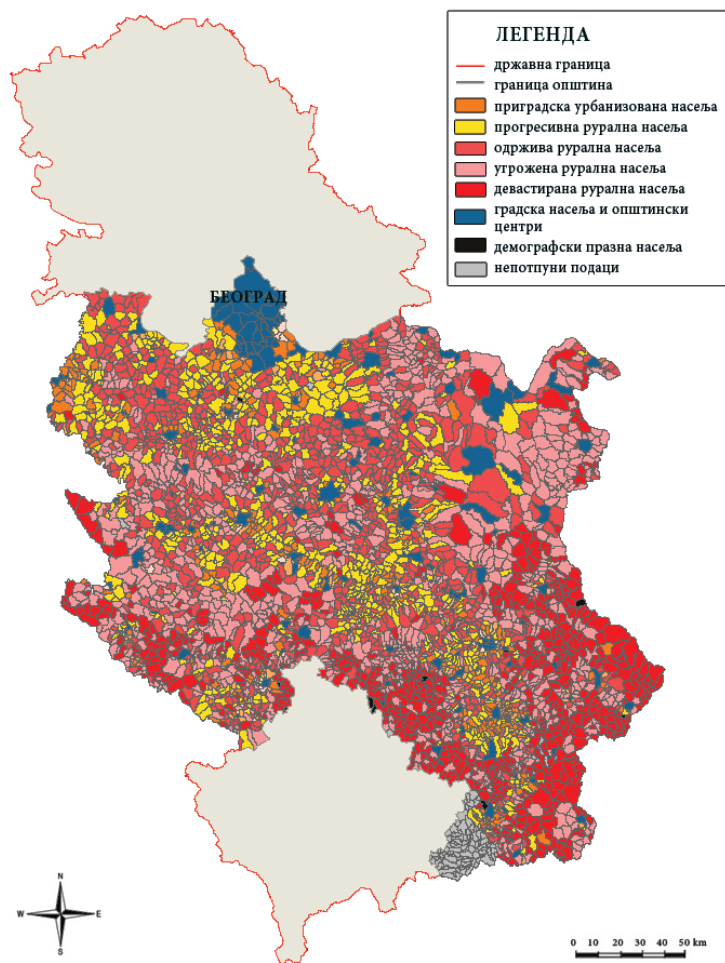 ЛЕГЕНДА
државна граница
граница општина
приградска урбанизована насеља
прогресивна рурална насеља
одржива рурална насеља
угрожена рурална насеља
девастирана рурална насеља
градска насеља и општински
центри
демографски празна насеља
непотпуни подаци
БЕОГРАД
N
W E
S
0 10 20 30 40 50 km